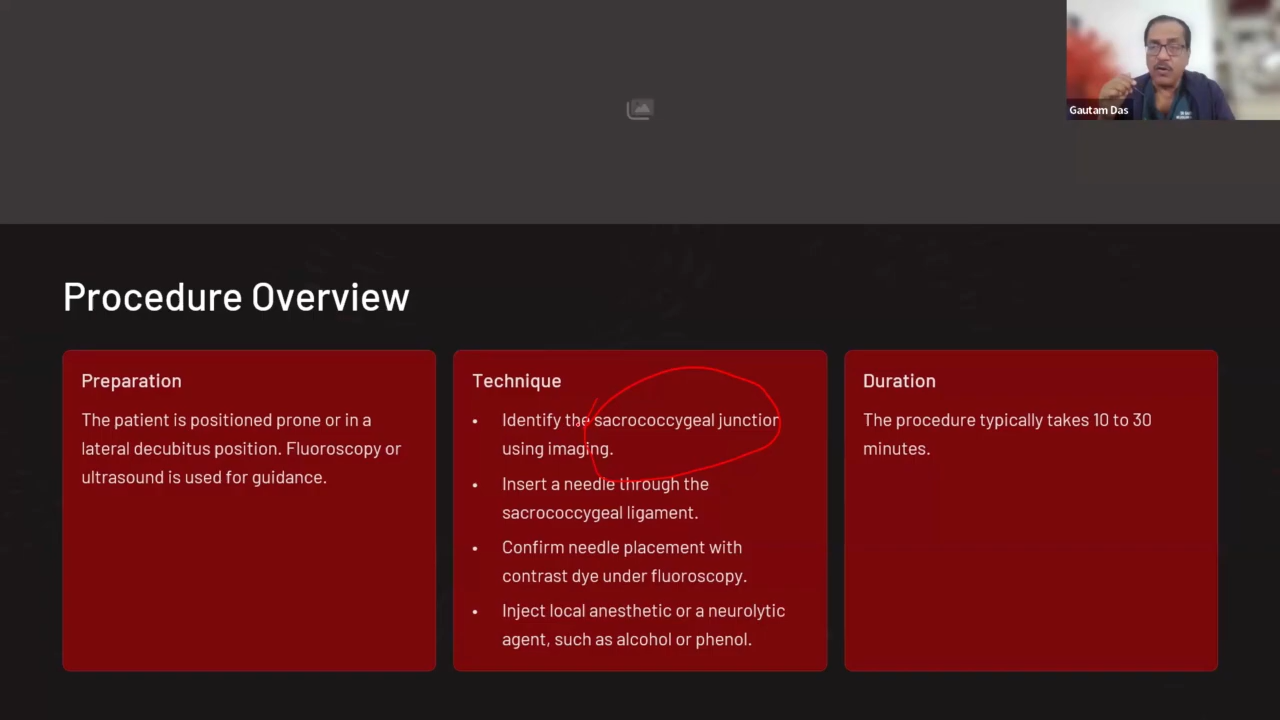 Gautam Das
Procedure Overview
Preparation
The patient is positioned prone or in a
lateral decubitus position. Fluoroscopy or
ultrasound is used for guidance.
Technique
• Identify the sacrococcygeal junction
using imaging.
• Insert a needle through the
sacrococcygeal ligament.
• Confirm needle placement with
contrast dye under fluoroscopy.
• Inject local anesthetic or a neurolytic
agent, such as alcohol or phenol.
Duration
The procedure typically takes 10 to 30
minutes.